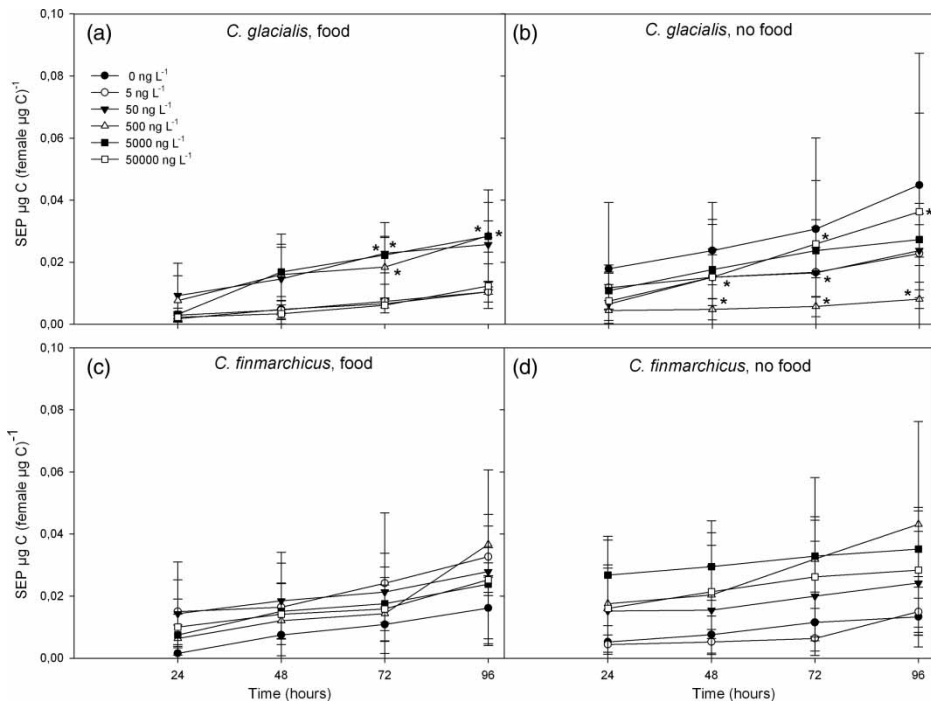 (a)
C. glacialis, food
(b)
C. glacialis, no food
0 ng L⁻¹
5 ng L⁻¹
50 ng L⁻¹
500 ng L⁻¹
5000 ng L⁻¹
50000 ng L⁻¹
SEP µg C (female µg C)⁻¹
0,10
0,08
0,06
0,04
0,02
0,00
* * * * *
* * * * * *
(c)
C. finmarchicus, food
(d)
C. finmarchicus, no food
SEP µg C (female µg C)⁻¹
0,10
0,08
0,06
0,04
0,02
0,00
24 48 72 96
24 48 72 96
Time (hours)
Time (hours)